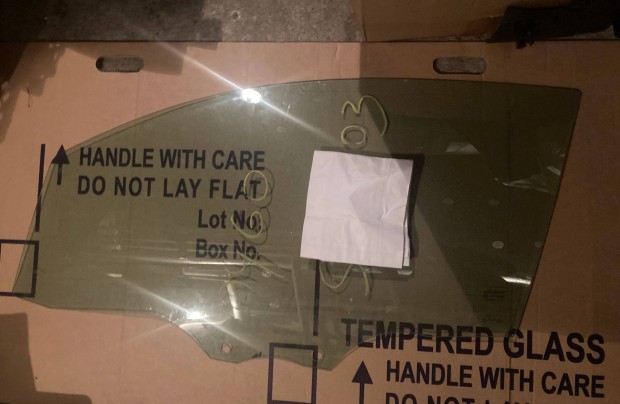 HANDLE WITH CARE
DO NOT LAY FLAT
Lot No.
Box No.
TEMPERED GLASS
HANDLE WITH CARE